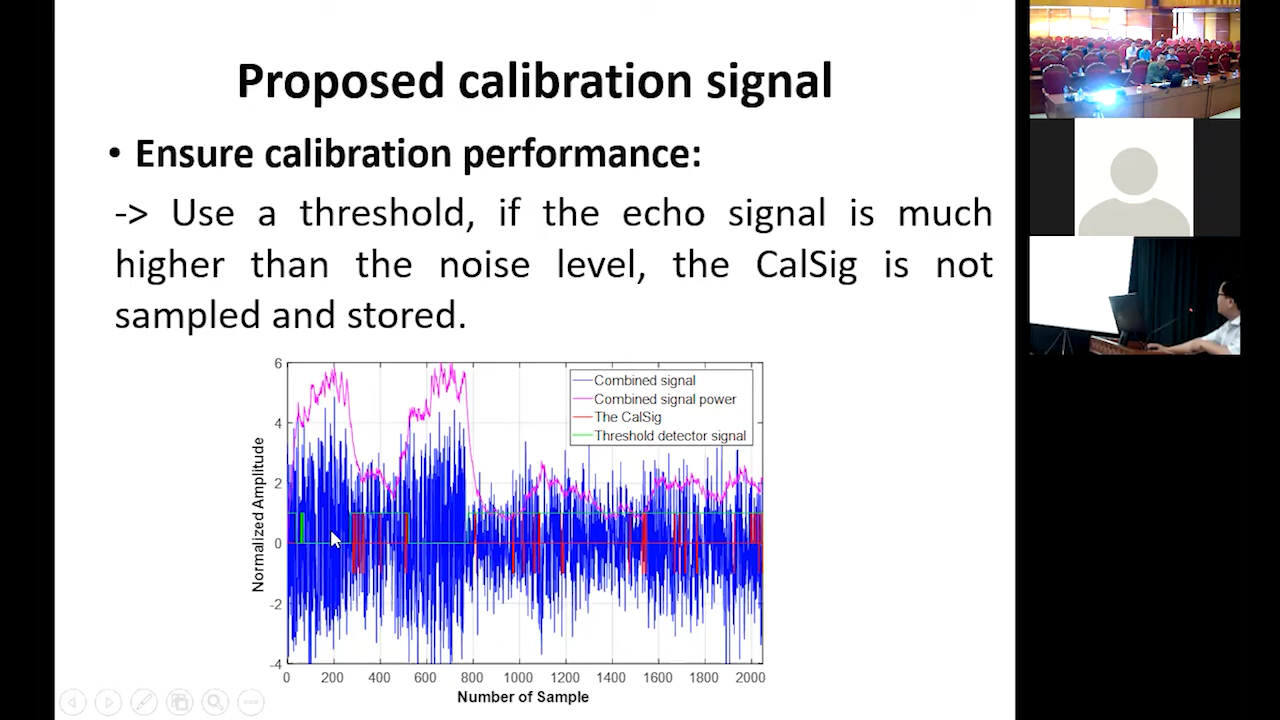 Proposed calibration signal
• Ensure calibration performance:
-> Use a threshold, if the echo signal is much
higher than the noise level, the CalSig is not
sampled and stored.
6
4
2
0
-2
-4
Normalized Amplitude
Combined signal
Combined signal power
The CalSig
Threshold detector signal
0 200 400 600 800 1000 1200 1400 1600 1800 2000
Number of Sample